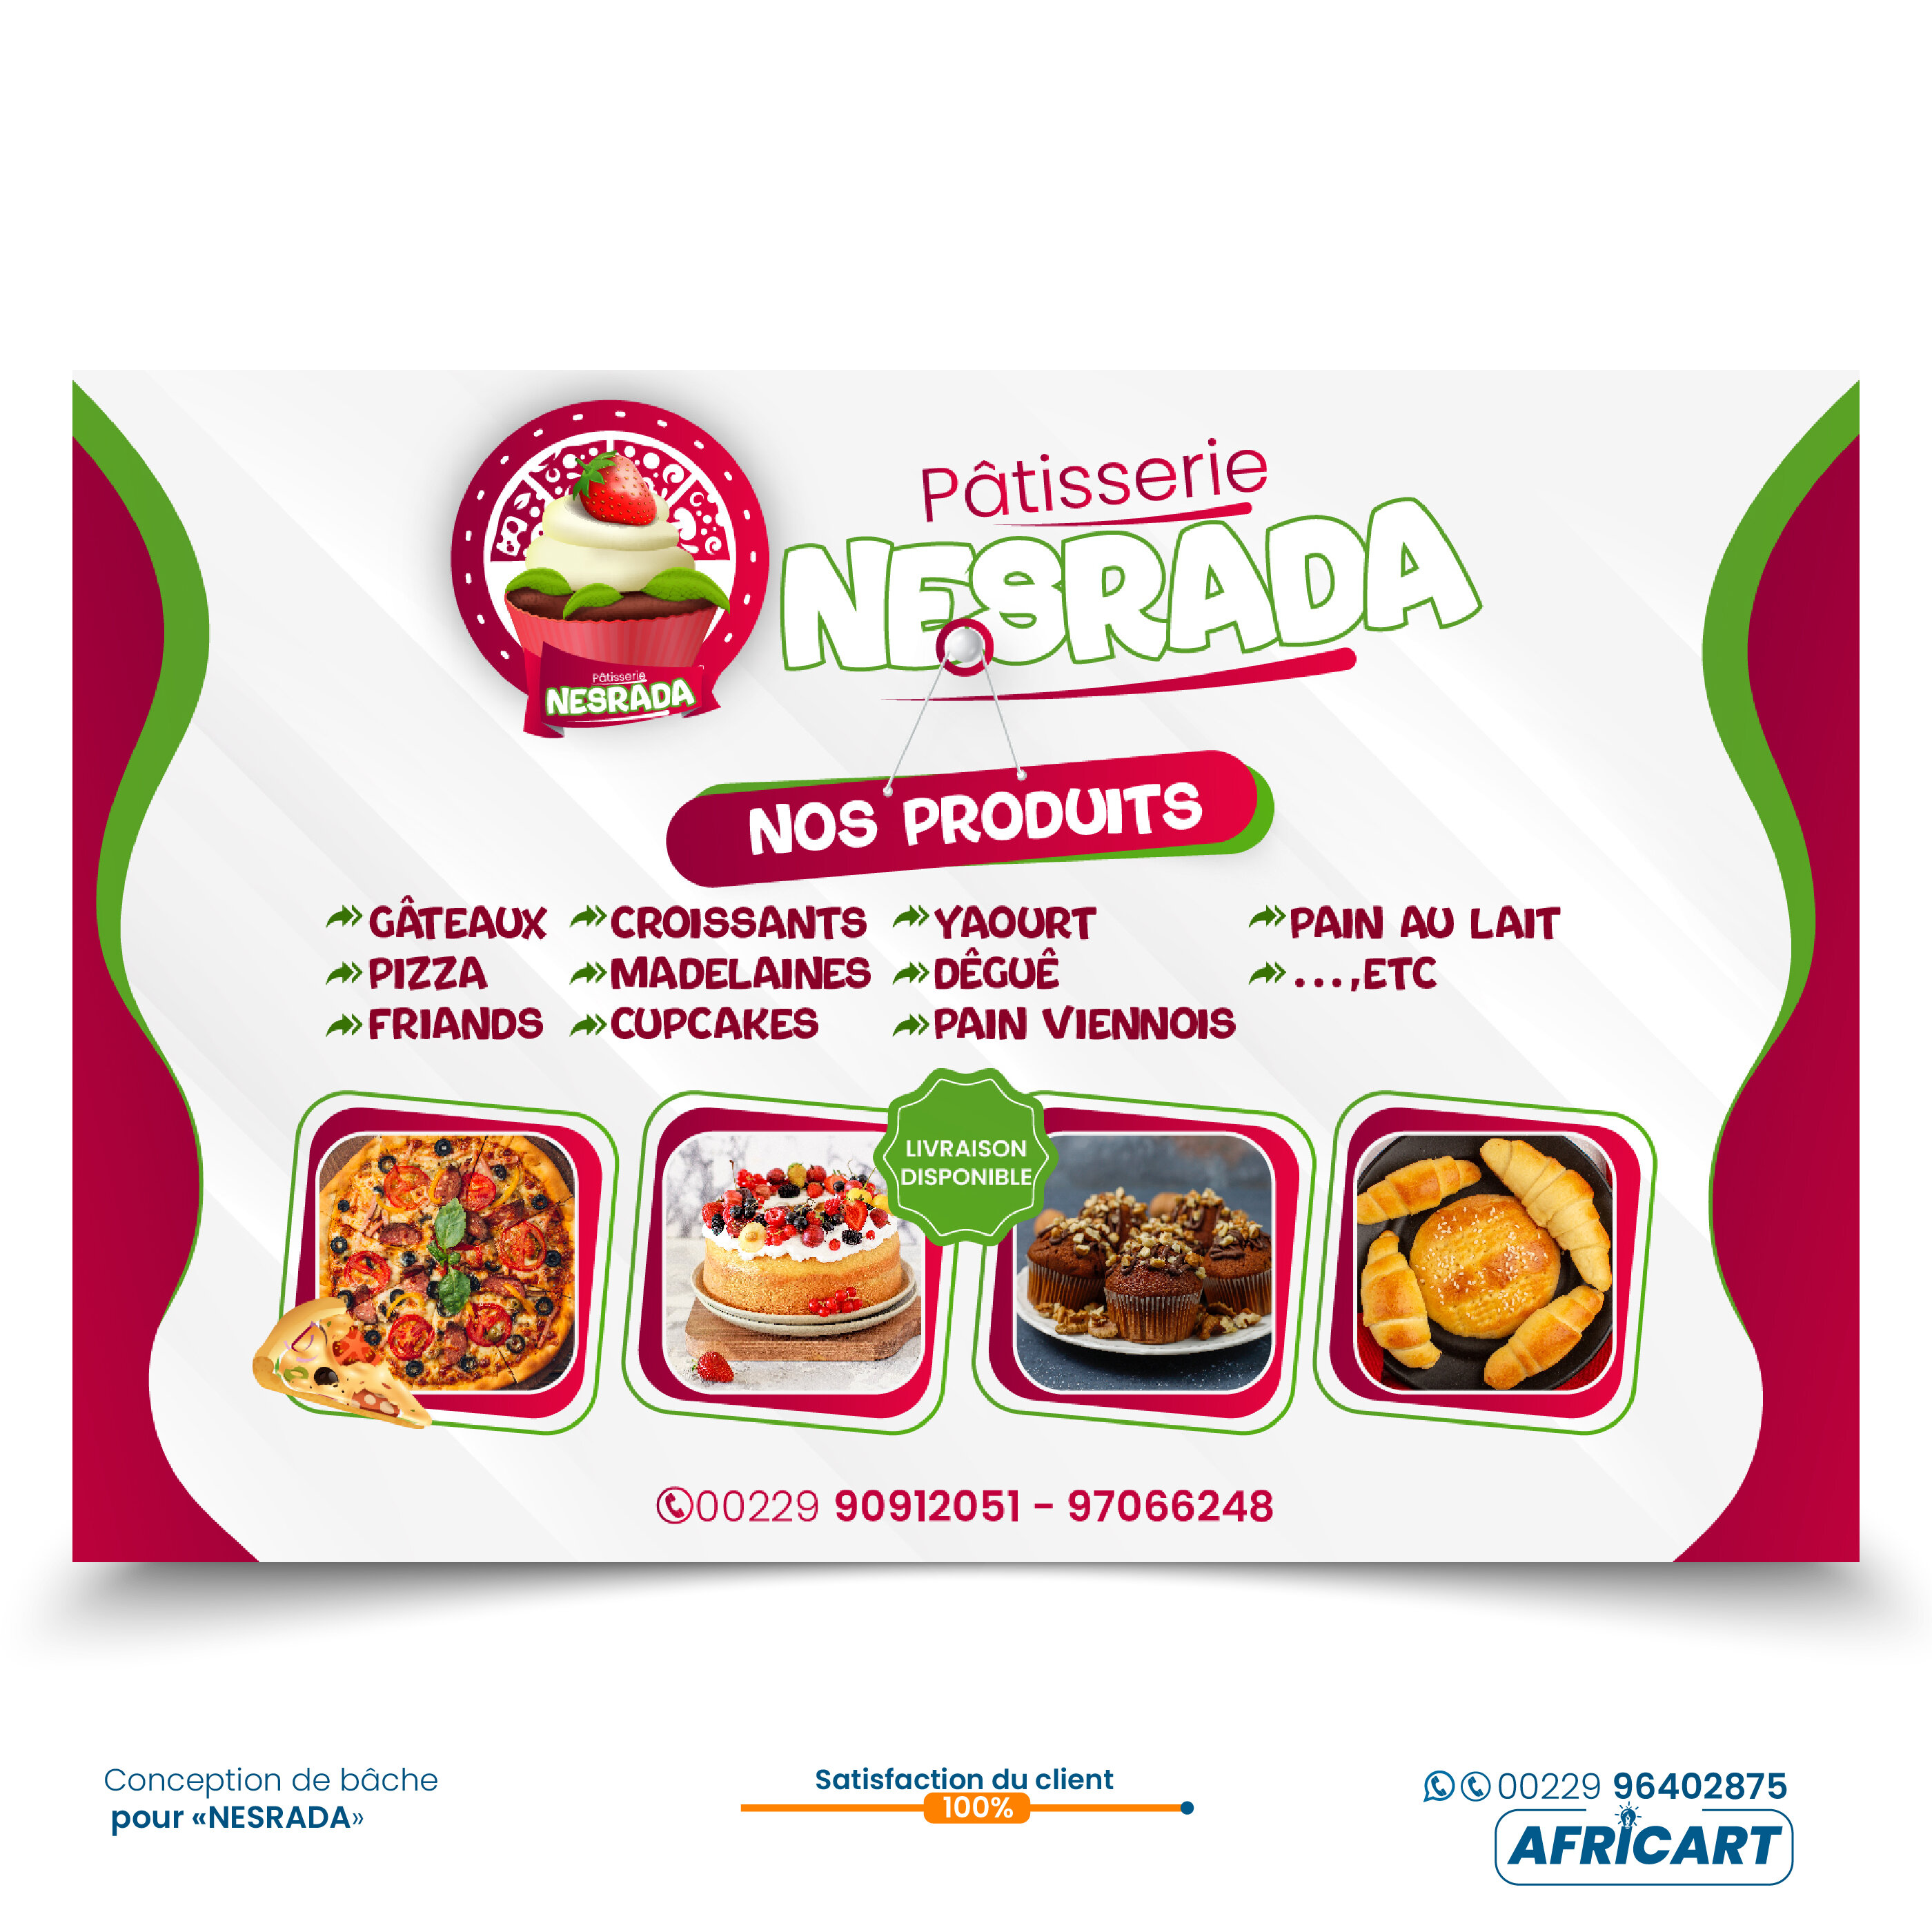 Pâtisserie
NESRADA
Pâtisserie
NESRADA
NOS PRODUITS
GÂTEAUX
PIZZA
FRIANDS
CROISSANTS
MADELAINES
CUPCAKES
YAOURT
DÊGUÊ
PAIN VIENNOIS
PAIN AU LAIT
...,ETC
LIVRAISON
DISPONIBLE
00229 90912051 - 97066248
Conception de bâche
pour «NESRADA»
Satisfaction du client
100%
00229 96402875
AFRICART